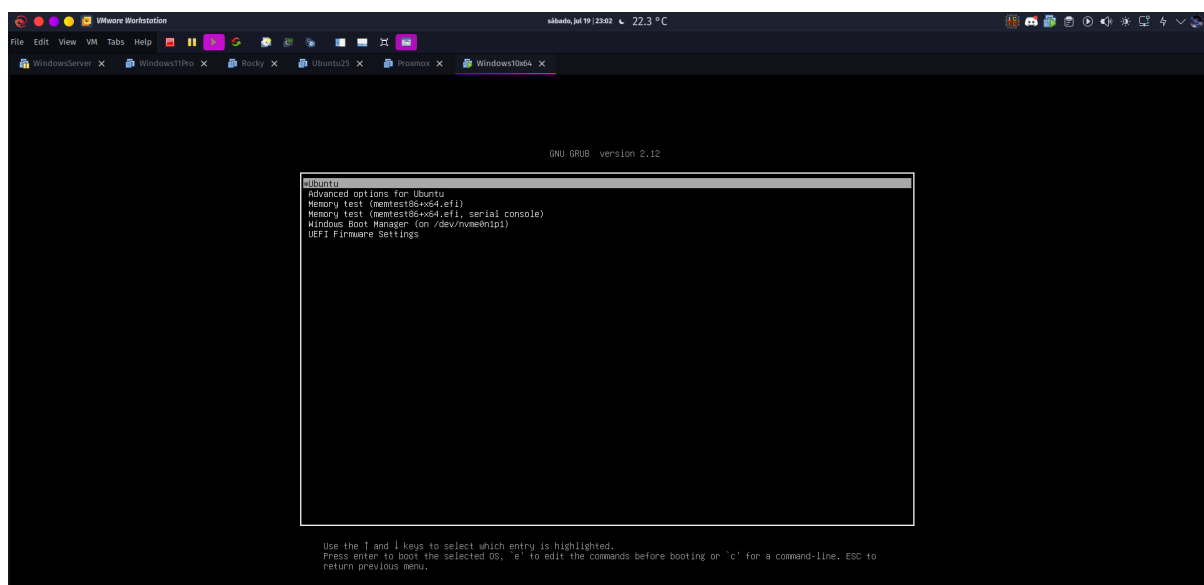 VMware Workstation
sábado, jul 19 | 23:02 22.3 °C
File Edit View VM Tabs Help
WindowsServer X Windows11Pro X Rocky X Ubuntu25 X Proxmox X Windows10x64 X
GNU GRUB version 2.12
*Ubuntu
Advanced options for Ubuntu
Memory test (memtest86+x64.efi)
Memory test (memtest86+x64.efi, serial console)
Windows Boot Manager (on /dev/nvme0n1p1)
UEFI Firmware Settings
Use the ↑ and ↓ keys to select which entry is highlighted.
Press enter to boot the selected OS, `e' to edit the commands before booting or `c' for a command-line. ESC to
return previous menu.